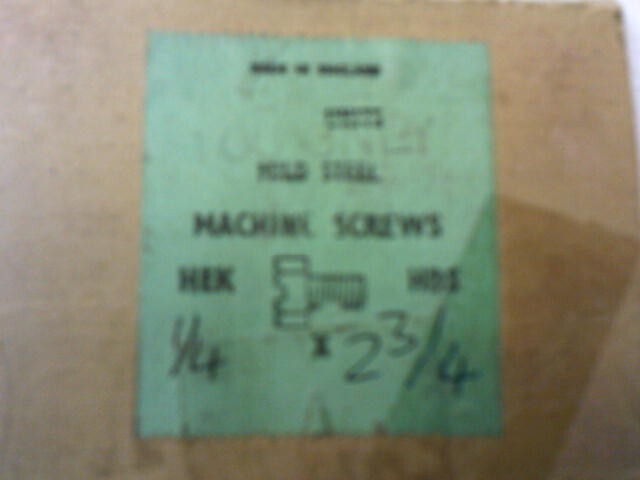 MADE IN ENGLAND
MILD STEEL
MACHINE SCREWS
HEX HDS
1/4 X 2 3/4